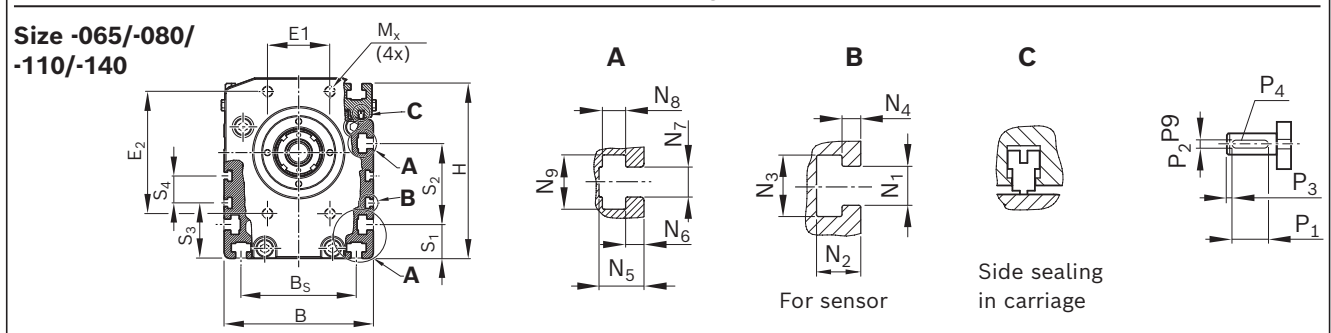 Size -065/-080/
-110/-140
E1
Mₓ
(4x)
C
A
B
A
E₂
S₄
S₃
S₂
S₁
H
Bₛ
B
A
N₈
N₇
N₉
N₆
N₅
B
N₄
N₃
N₁
N₂
For sensor
C
Side sealing
in carriage
P₄
P₂ P9
P₃
P₁